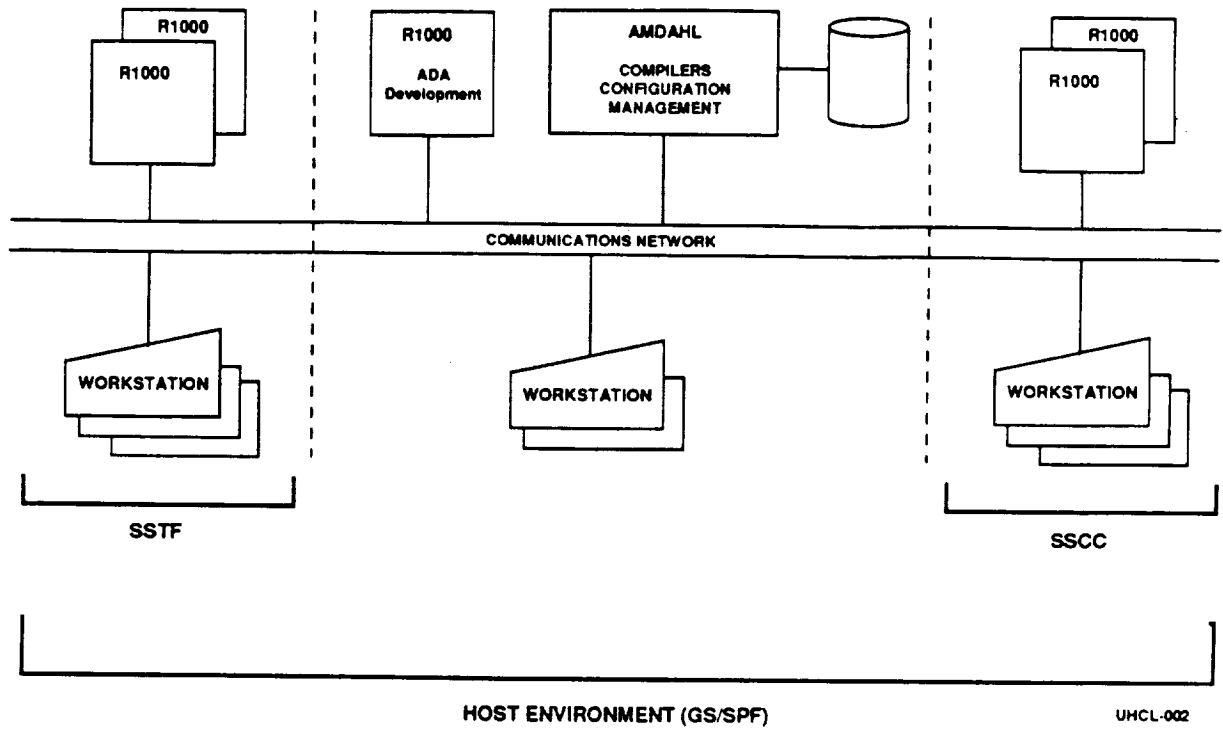 R1000
R1000
R1000
ADA
Development
AMDAHL
COMPILERS
CONFIGURATION
MANAGEMENT
R1000
R1000
COMMUNICATIONS NETWORK
WORKSTATION
WORKSTATION
WORKSTATION
SSTF
SSCC
HOST ENVIRONMENT (GS/SPF)
UHCL-002